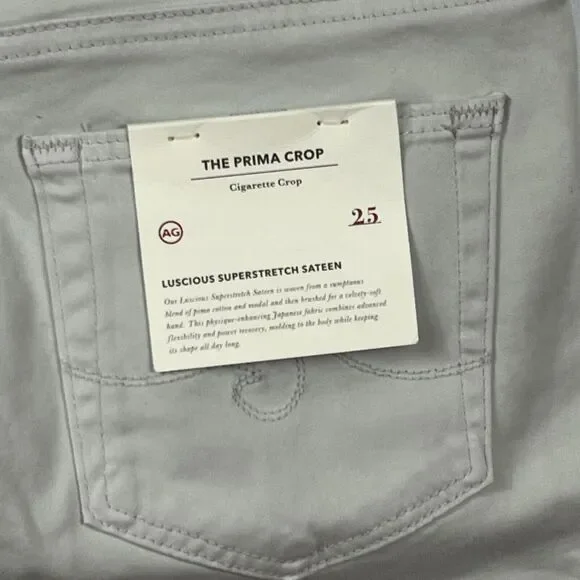 THE PRIMA CROP
Cigarette Crop
AG
25
LUSCIOUS SUPERSTRETCH SATEEN
Our Luscious Superstretch Sateen is woven from a sumptuous
blend of pima cotton and modal and then brushed for a velvety-soft
hand. This physique-enhancing Japanese fabric combines advanced
flexibility and power recovery, molding to the body while keeping
its shape all day long.